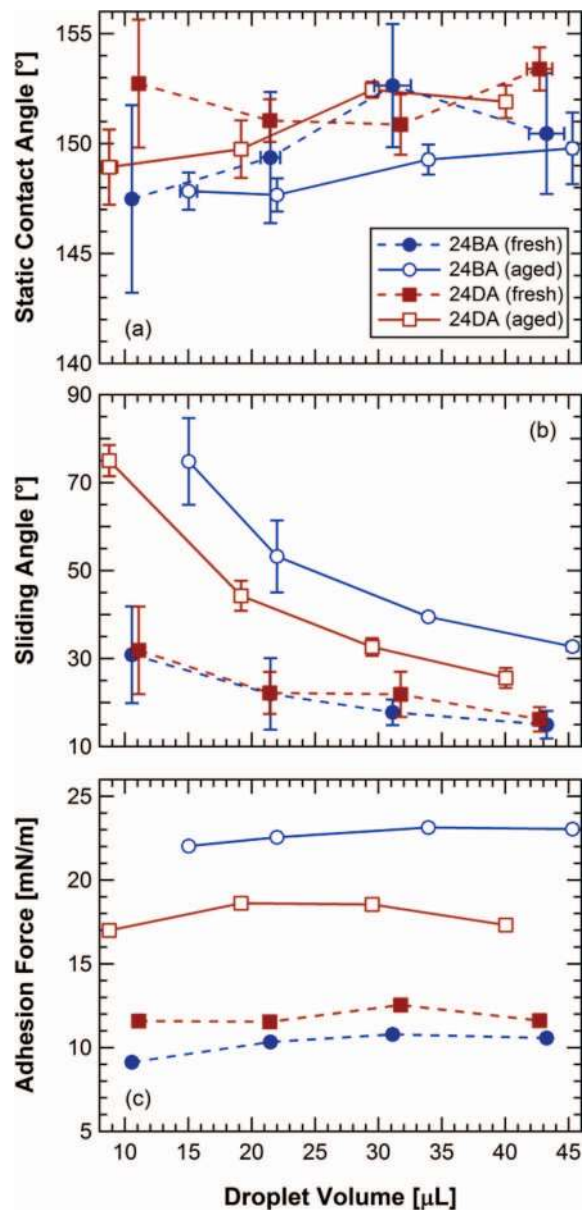 155
150
145
140
Static Contact Angle [°]
(a)
24BA (fresh)
24BA (aged)
24DA (fresh)
24DA (aged)
90
70
50
30
10
Sliding Angle [°]
(b)
25
20
15
10
5
Adhesion Force [mN/m]
(c)
10 15 20 25 30 35 40 45
Droplet Volume [μL]